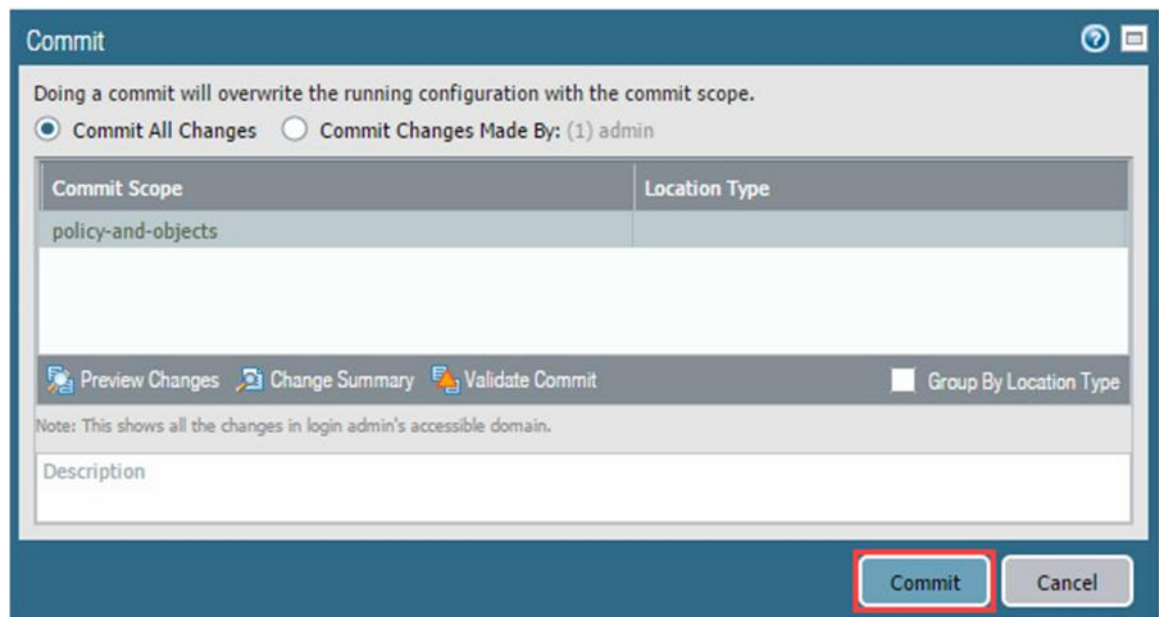 Commit
Doing a commit will overwrite the running configuration with the commit scope.
Commit All Changes Commit Changes Made By: (1) admin
Commit Scope Location Type
policy-and-objects
Preview Changes Change Summary Validate Commit Group By Location Type
Note: This shows all the changes in login admin's accessible domain.
Description
Commit Cancel